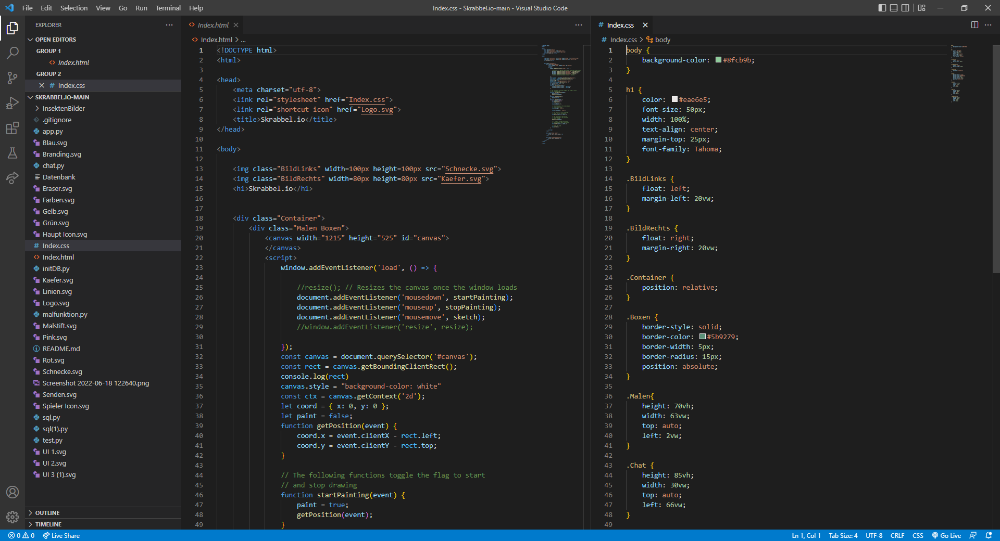 File Edit Selection View Go Run Terminal Help
Index.css - Skrabbel.io-main - Visual Studio Code
EXPLORER
OPEN EDITORS
GROUP 1
Index.html
GROUP 2
Index.css
SKRABBEL.IO-MAIN
InsektenBilder
.gitignore
app.py
Blau.svg
Branding.svg
chat.py
Datenbank
Eraser.svg
Farben.svg
Gelb.svg
Grün.svg
Haupt Icon.svg
Index.css
Index.html
initDB.py
Kaefer.svg
Linien.svg
Logo.svg
malfunktion.py
Malstift.svg
Pink.svg
README.md
Rot.svg
Schnecke.svg
Screenshot 2022-06-18 122640.png
Senden.svg
Spieler Icon.svg
sql.py
sql(1).py
test.py
UI 1.svg
UI 2.svg
UI 3 (1).svg
OUTLINE
TIMELINE
Index.html
Index.html > ...
1 <!DOCTYPE html>
2 <html>
3
4 <head>
5 <meta charset="utf-8">
6 <link rel="stylesheet" href="Index.css">
7 <link rel="shortcut icon" href="Logo.svg">
8 <title>Skrabbel.io</title>
9 </head>
10
11 <body>
12
13 <img class="BildLinks" width=100px height=100px src="Schnecke.svg">
14 <img class="BildRechts" width=80px height=80px src="Kaefer.svg">
15 <h1>Skrabbel.io</h1>
16
17
18 <div class="Container">
19 <div class="Malen Boxen">
20 <canvas width="1215" height="525" id="canvas">
21 </canvas>
22 <script>
23 window.addEventListener('load', () => {
24
25 //resize(); // Resizes the canvas once the window loads
26 document.addEventListener('mousedown', startPainting);
27 document.addEventListener('mouseup', stopPainting);
28 document.addEventListener('mousemove', sketch);
29 //window.addEventListener('resize', resize);
30
31 });
32 const canvas = document.querySelector('#canvas');
33 const rect = canvas.getBoundingClientRect();
34 console.log(rect)
35 canvas.style = "background-color: white"
36 const ctx = canvas.getContext('2d');
37 let coord = { x: 0, y: 0 };
38 let paint = false;
39 function getPosition(event) {
40 coord.x = event.clientX - rect.left;
41 coord.y = event.clientY - rect.top;
42 }
43
44 // The following functions toggle the flag to start
45 // and stop drawing
46 function startPainting(event) {
47 paint = true;
48 getPosition(event);
49 }
Index.css
Index.css > body
1 body {
2 background-color: #8fcb9b;
3 }
4
5 h1 {
6 color: #eae6e5;
7 font-size: 50px;
8 width: 100%;
9 text-align: center;
10 margin-top: 25px;
11 font-family: Tahoma;
12 }
13
14 .BildLinks {
15 float: left;
16 margin-left: 20vw;
17 }
18
19 .BildRechts {
20 float: right;
21 margin-right: 20vw;
22 }
23
24 .Container {
25 position: relative;
26 }
27
28 .Boxen {
29 border-style: solid;
30 border-color: #5b9279;
31 border-width: 5px;
32 border-radius: 15px;
33 position: absolute;
34 }
35
36 .Malen{
37 height: 70vh;
38 width: 63vw;
39 top: auto;
40 left: 2vw;
41 }
42
43 .Chat {
44 height: 85vh;
45 width: 30vw;
46 top: auto;
47 left: 66vw;
48 }
49
0 0 Live Share
Ln 1, Col 1 Tab Size: 4 UTF-8 CRLF CSS Go Live